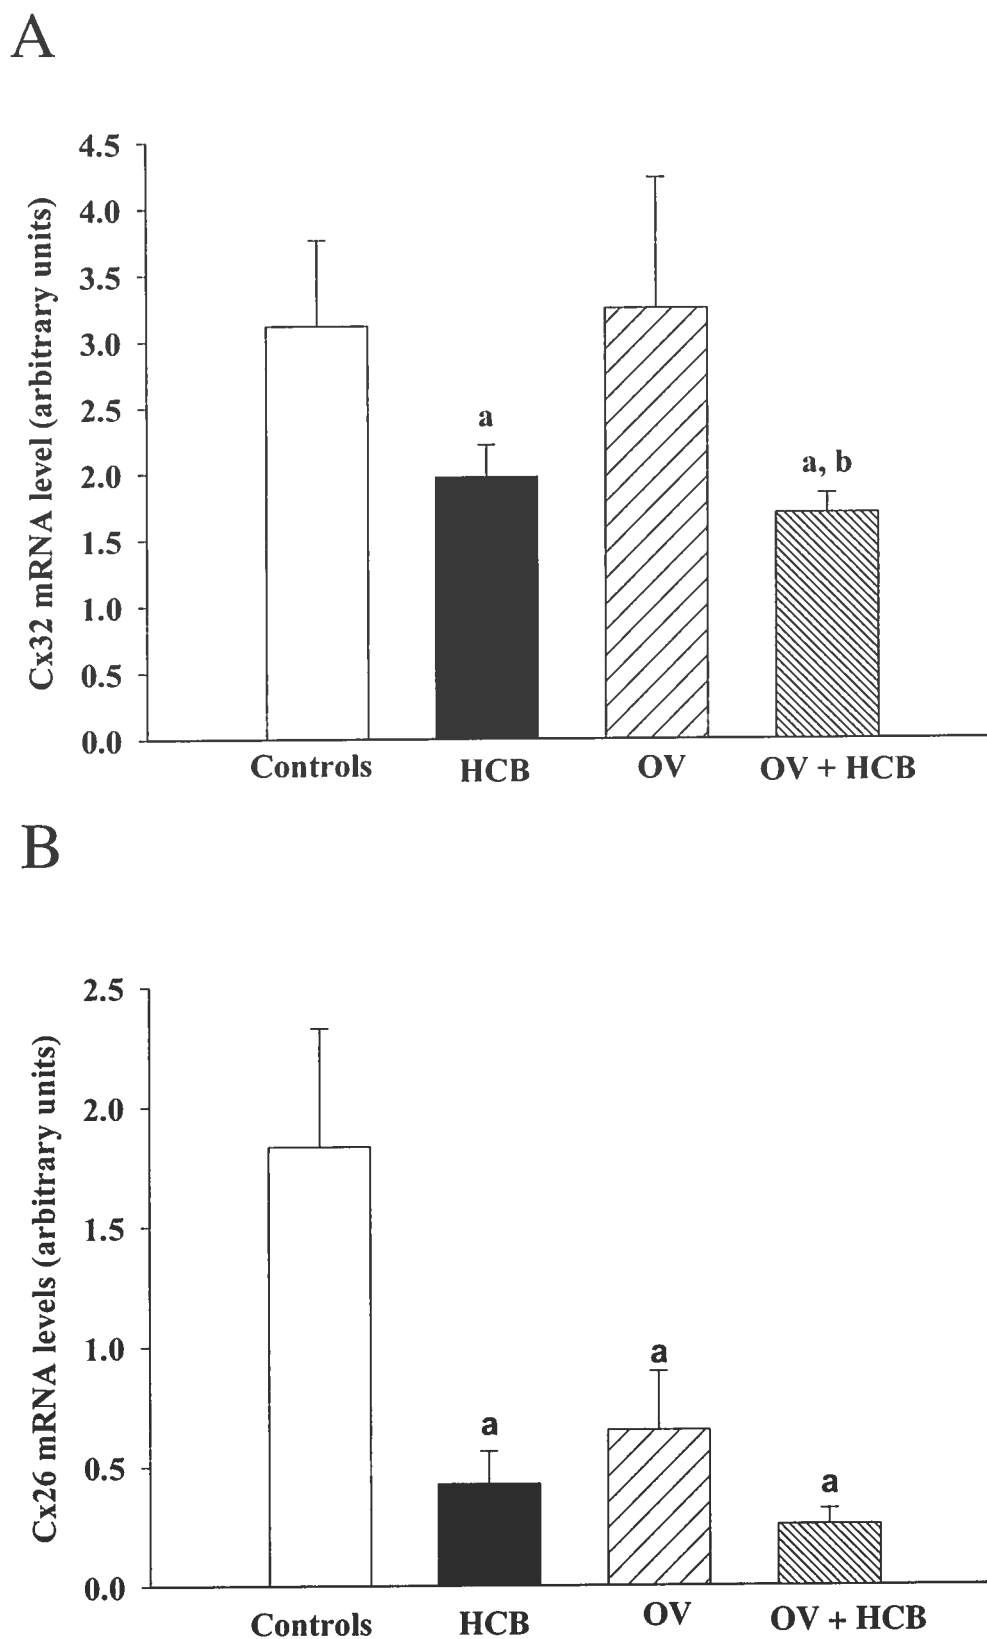 A
4.5
4.0
3.5
3.0
2.5
2.0
1.5
1.0
0.5
0.0
Cx32 mRNA level (arbitrary units)
a
a, b
Controls
HCB
OV
OV + HCB
B
2.5
2.0
1.5
1.0
0.5
0.0
Cx26 mRNA levels (arbitrary units)
a
a
a
Controls
HCB
OV
OV + HCB